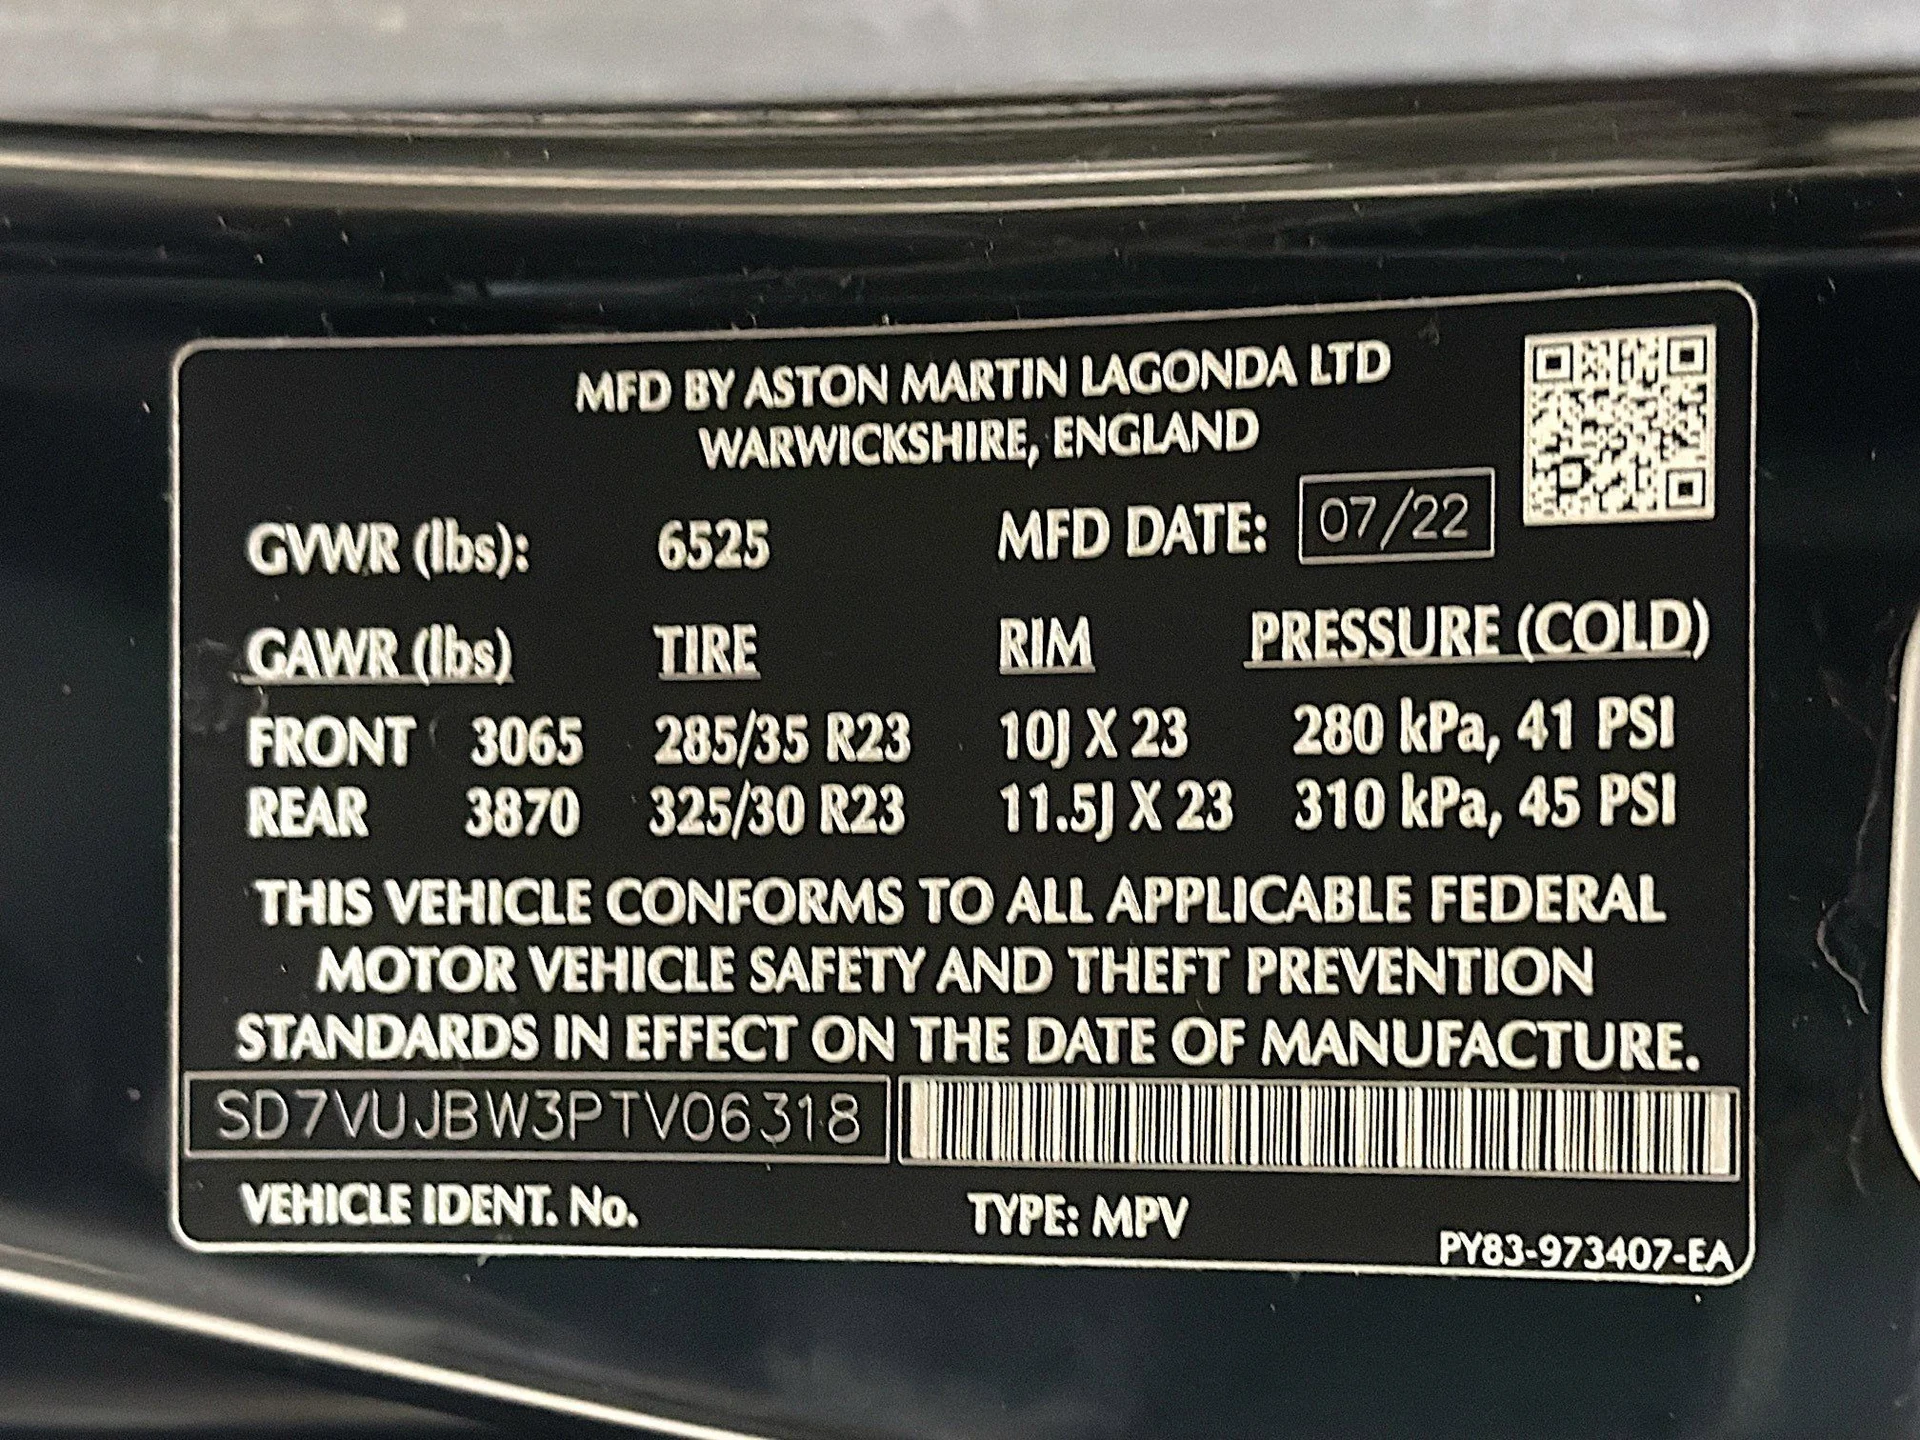 MFD BY ASTON MARTIN LAGONDA LTD
WARWICKSHIRE, ENGLAND
GVWR (lbs): 6525 MFD DATE: 07/22
GAWR (lbs) TIRE RIM PRESSURE (COLD)
FRONT 3065 285/35 R23 10J X 23 280 kPa, 41 PSI
REAR 3870 325/30 R23 11.5J X 23 310 kPa, 45 PSI
THIS VEHICLE CONFORMS TO ALL APPLICABLE FEDERAL
MOTOR VEHICLE SAFETY AND THEFT PREVENTION
STANDARDS IN EFFECT ON THE DATE OF MANUFACTURE.
SD7VUJBW3PTV06318
VEHICLE IDENT. No. TYPE: MPV
PY83-973407-EA